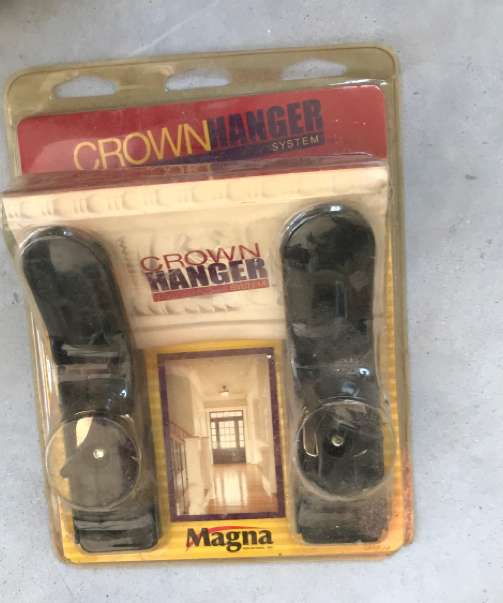 CROWNHANGER
SYSTEM
CROWN
HANGER
SYSTEM
Magna